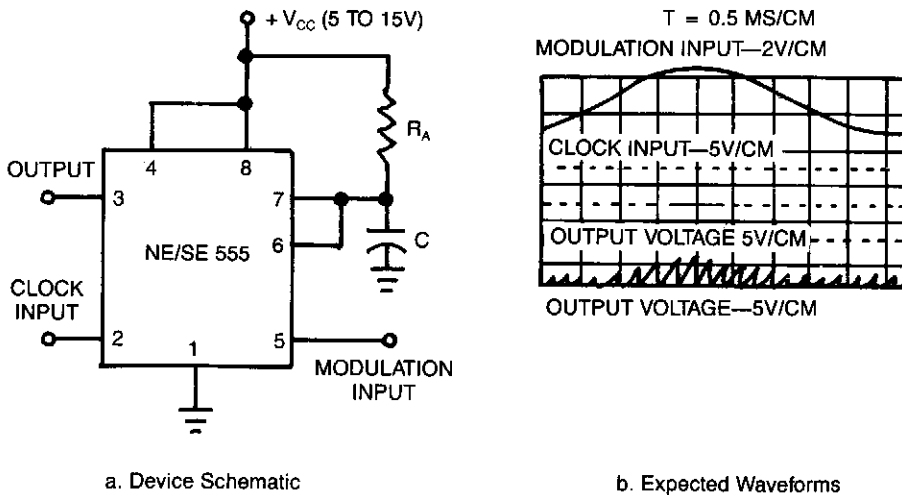 + VCC (5 TO 15V)
RA
4
8
OUTPUT
3
7
NE/SE 555
6
C
CLOCK
INPUT
2
1
5
MODULATION
INPUT
a. Device Schematic
T = 0.5 MS/CM
MODULATION INPUT—2V/CM
CLOCK INPUT—5V/CM
OUTPUT VOLTAGE 5V/CM
OUTPUT VOLTAGE—5V/CM
b. Expected Waveforms